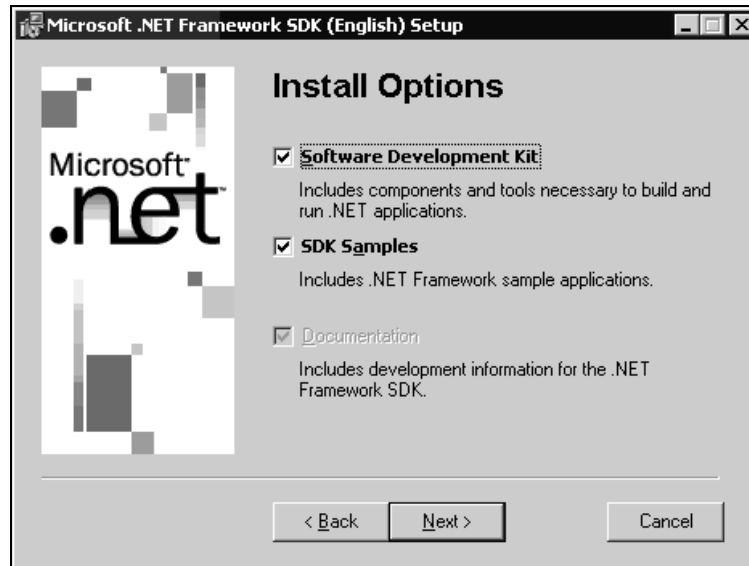 Microsoft .NET Framework SDK (English) Setup
Microsoft
.net
Install Options
Software Development Kit
Includes components and tools necessary to build and
run .NET applications.
SDK Samples
Includes .NET Framework sample applications.
Documentation
Includes development information for the .NET
Framework SDK.
< Back
Next >
Cancel